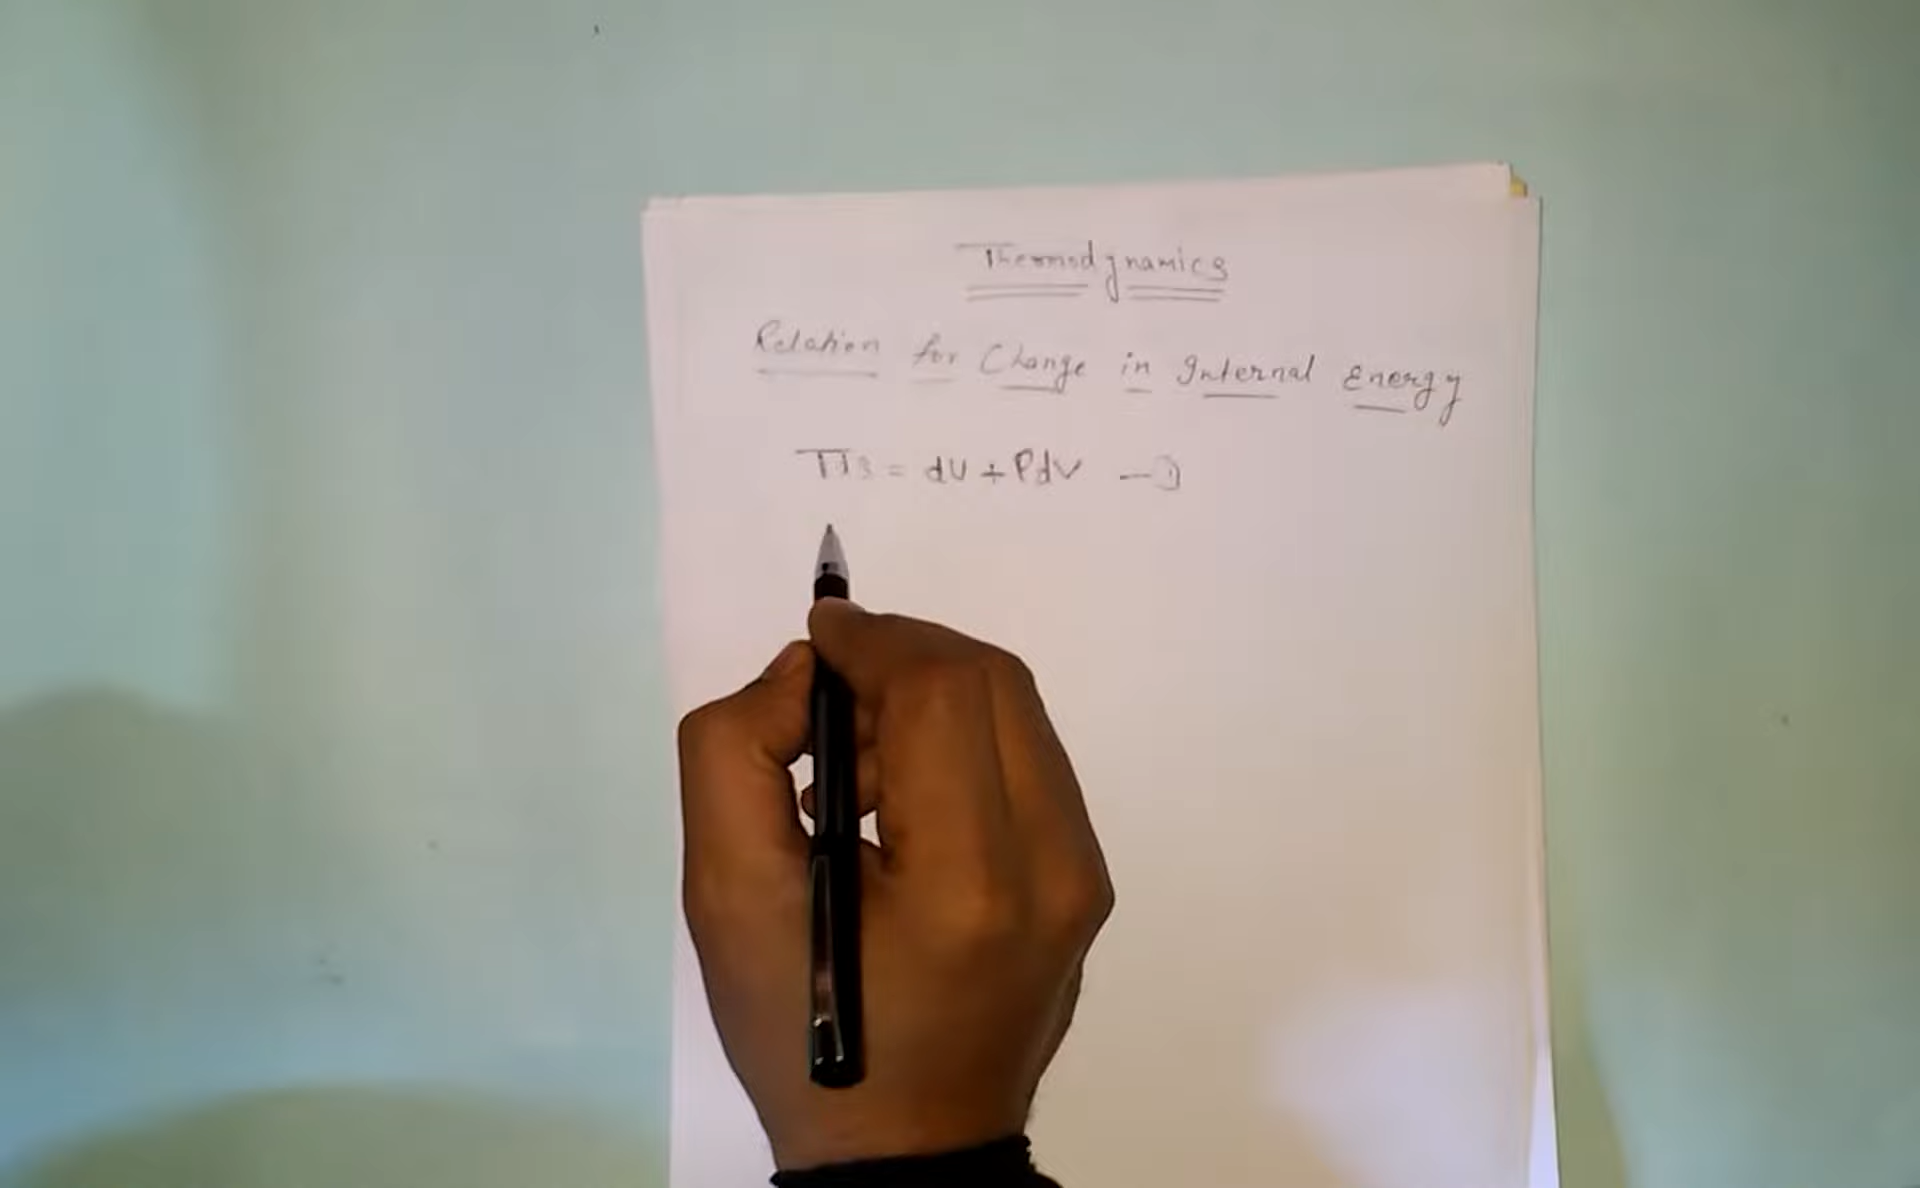 Thermodynamics
Relation for Change in Internal Energy
Tds = dU + PdV — 1